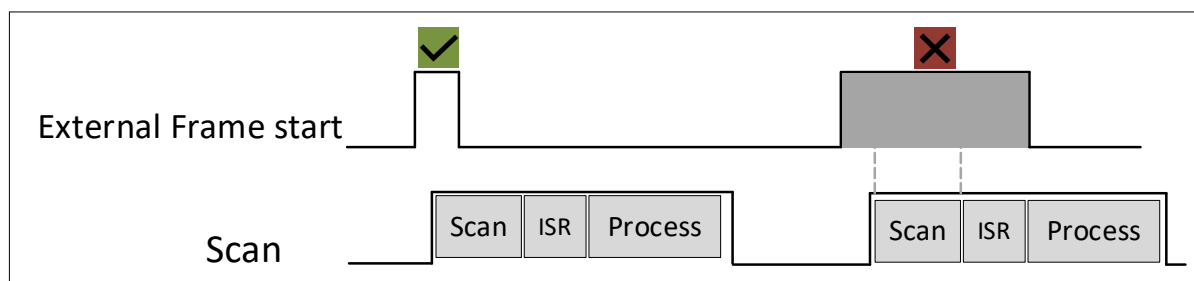 External Frame start
Scan ISR Process Scan ISR Process
Scan